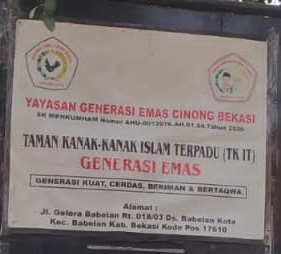 YAYASAN GENERASI EMAS CINONG BEKASI
SK MENKUMHAM Nomor AHU-0012076.AH.01.04.Tahun 2020
TAMAN KANAK-KANAK ISLAM TERPADU (TK IT)
GENERASI EMAS
GENERASI KUAT, CERDAS, BERIMAN & BERTAQWA
Alamat :
Jl. Gelora Babelan Rt. 018/03 Ds. Babelan Kota
Kec. Babelan Kab. Bekasi Kode Pos 17610